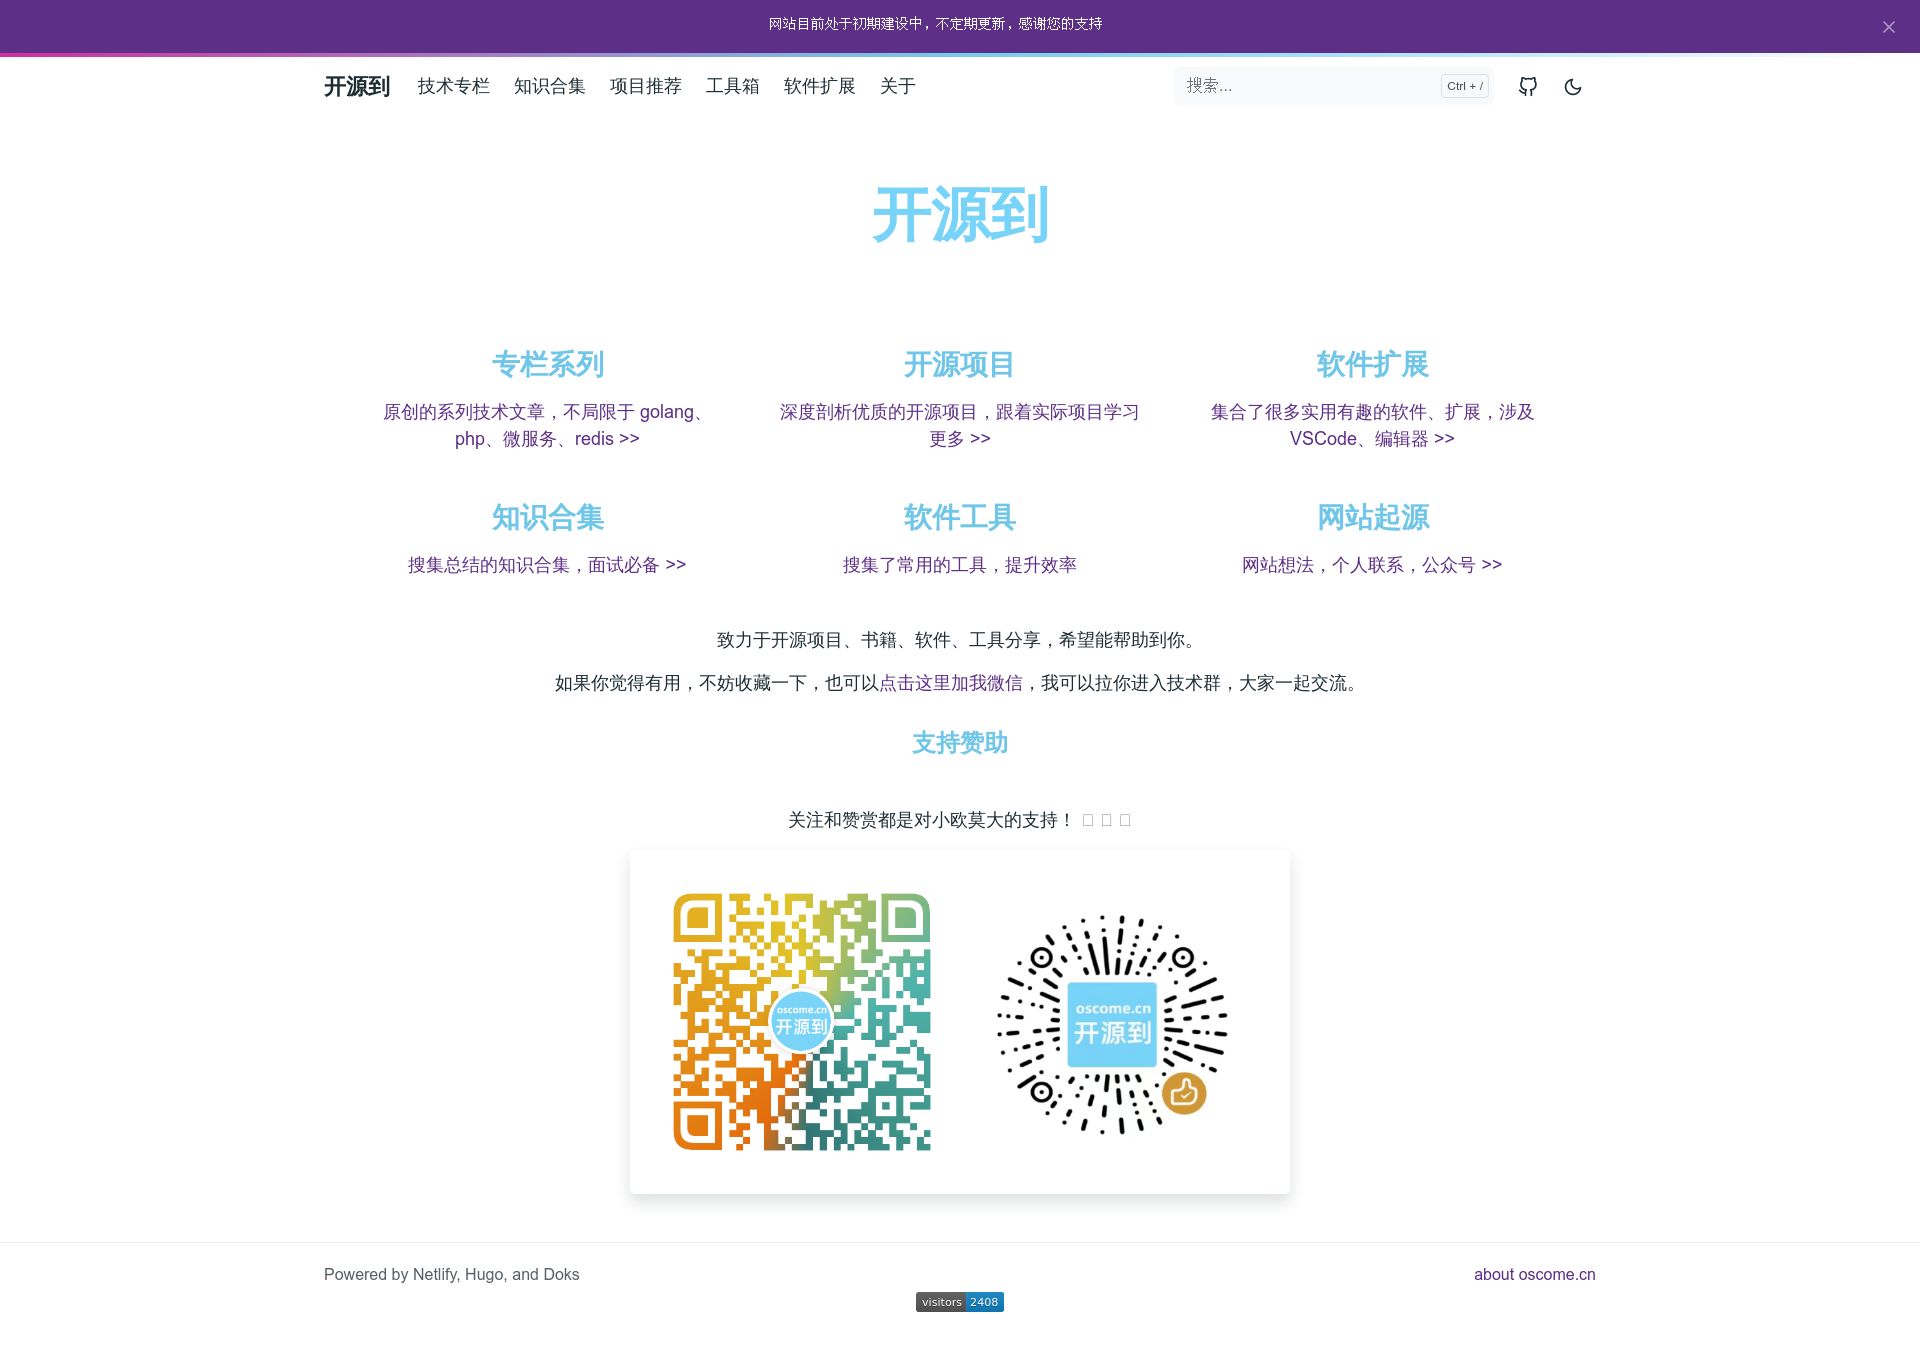 网站目前处于初期建设中，不定期更新，感谢您的支持
开源到 技术专栏 知识合集 项目推荐 工具箱 软件扩展 关于 搜索... Ctrl + /
开源到
专栏系列
原创的系列技术文章，不局限于 golang、
php、微服务、redis >>
开源项目
深度剖析优质的开源项目，跟着实际项目学习
更多 >>
软件扩展
集合了很多实用有趣的软件、扩展，涉及
VSCode、编辑器 >>
知识合集
搜集总结的知识合集，面试必备 >>
软件工具
搜集了常用的工具，提升效率
网站起源
网站想法，个人联系，公众号 >>
致力于开源项目、书籍、软件、工具分享，希望能帮助到你。
如果你觉得有用，不妨收藏一下，也可以点击这里加我微信，我可以拉你进入技术群，大家一起交流。
支持赞助
关注和赞赏都是对小欧莫大的支持！
oscome.cn
开源到
oscome.cn
开源到
Powered by Netlify, Hugo, and Doks
about oscome.cn
visitors 2408